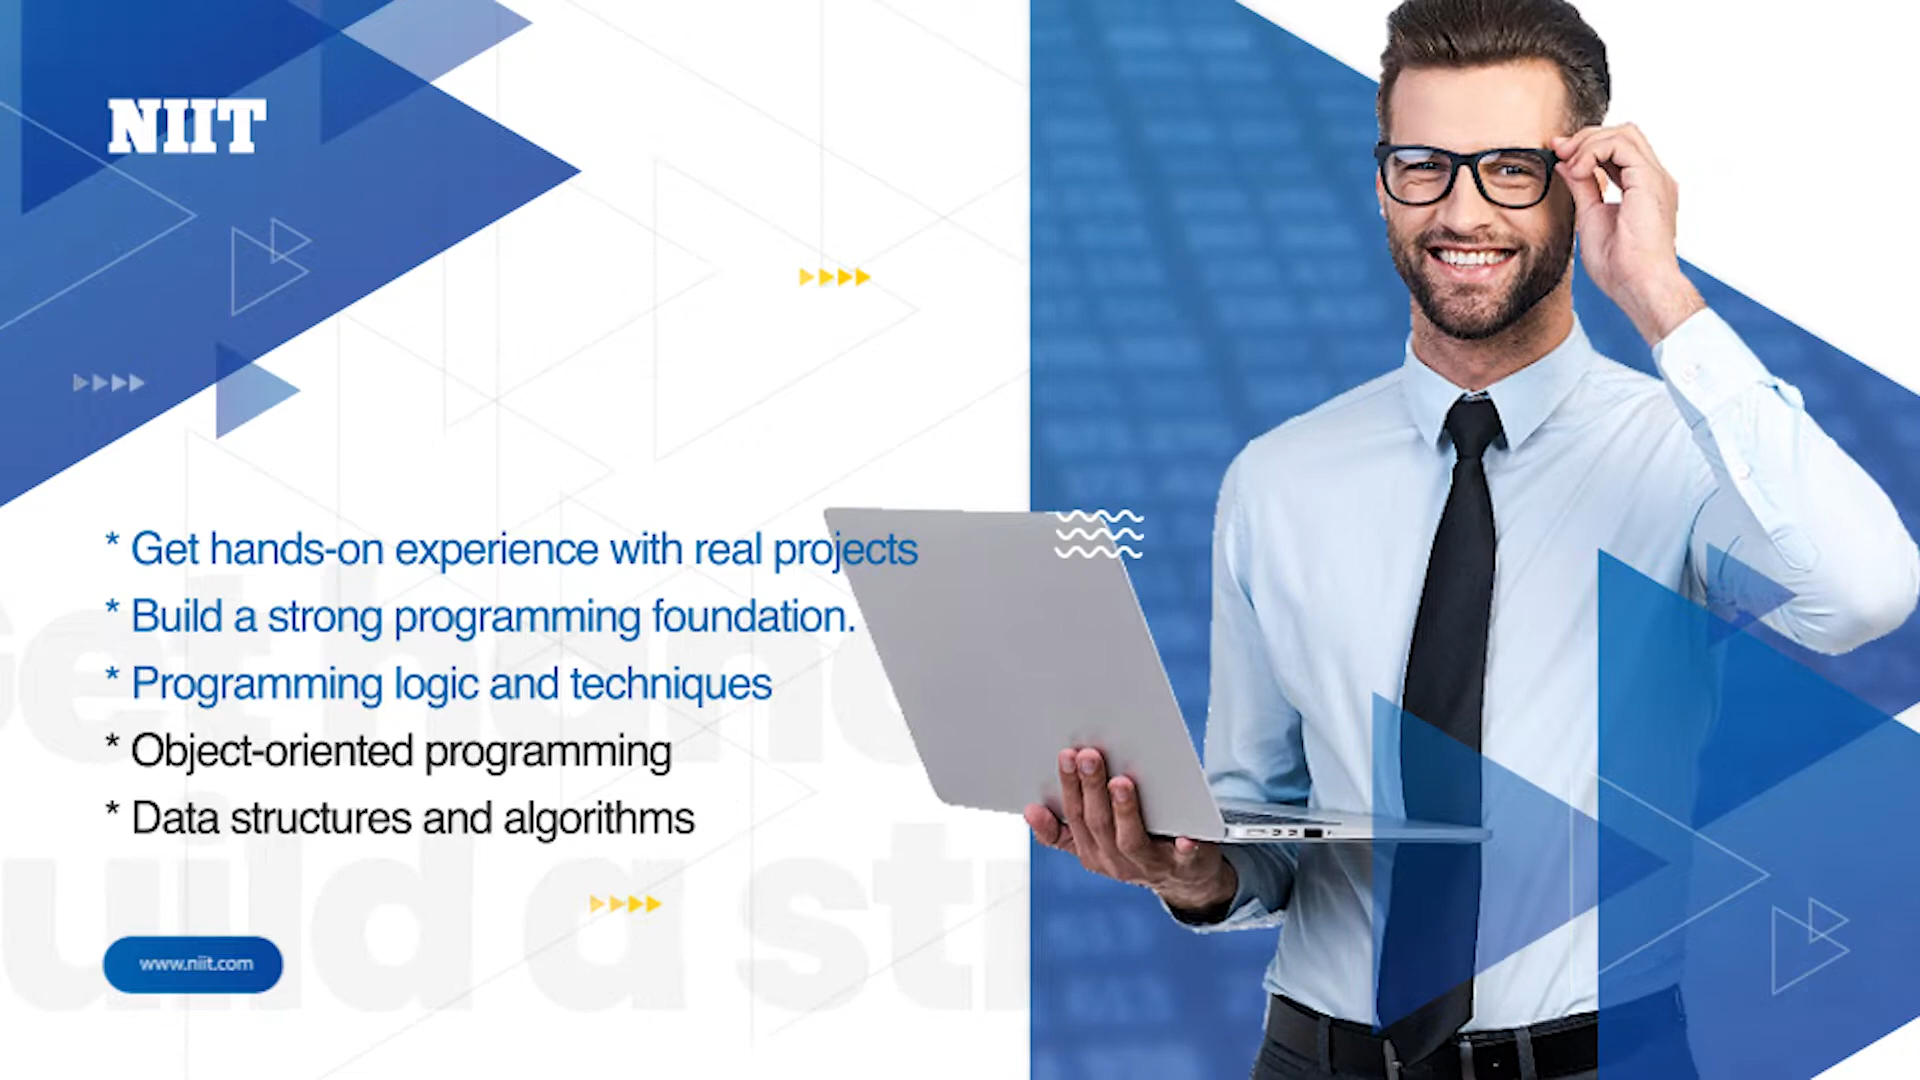 NIIT
* Get hands-on experience with real projects
* Build a strong programming foundation.
* Programming logic and techniques
* Object-oriented programming
* Data structures and algorithms
www.niit.com